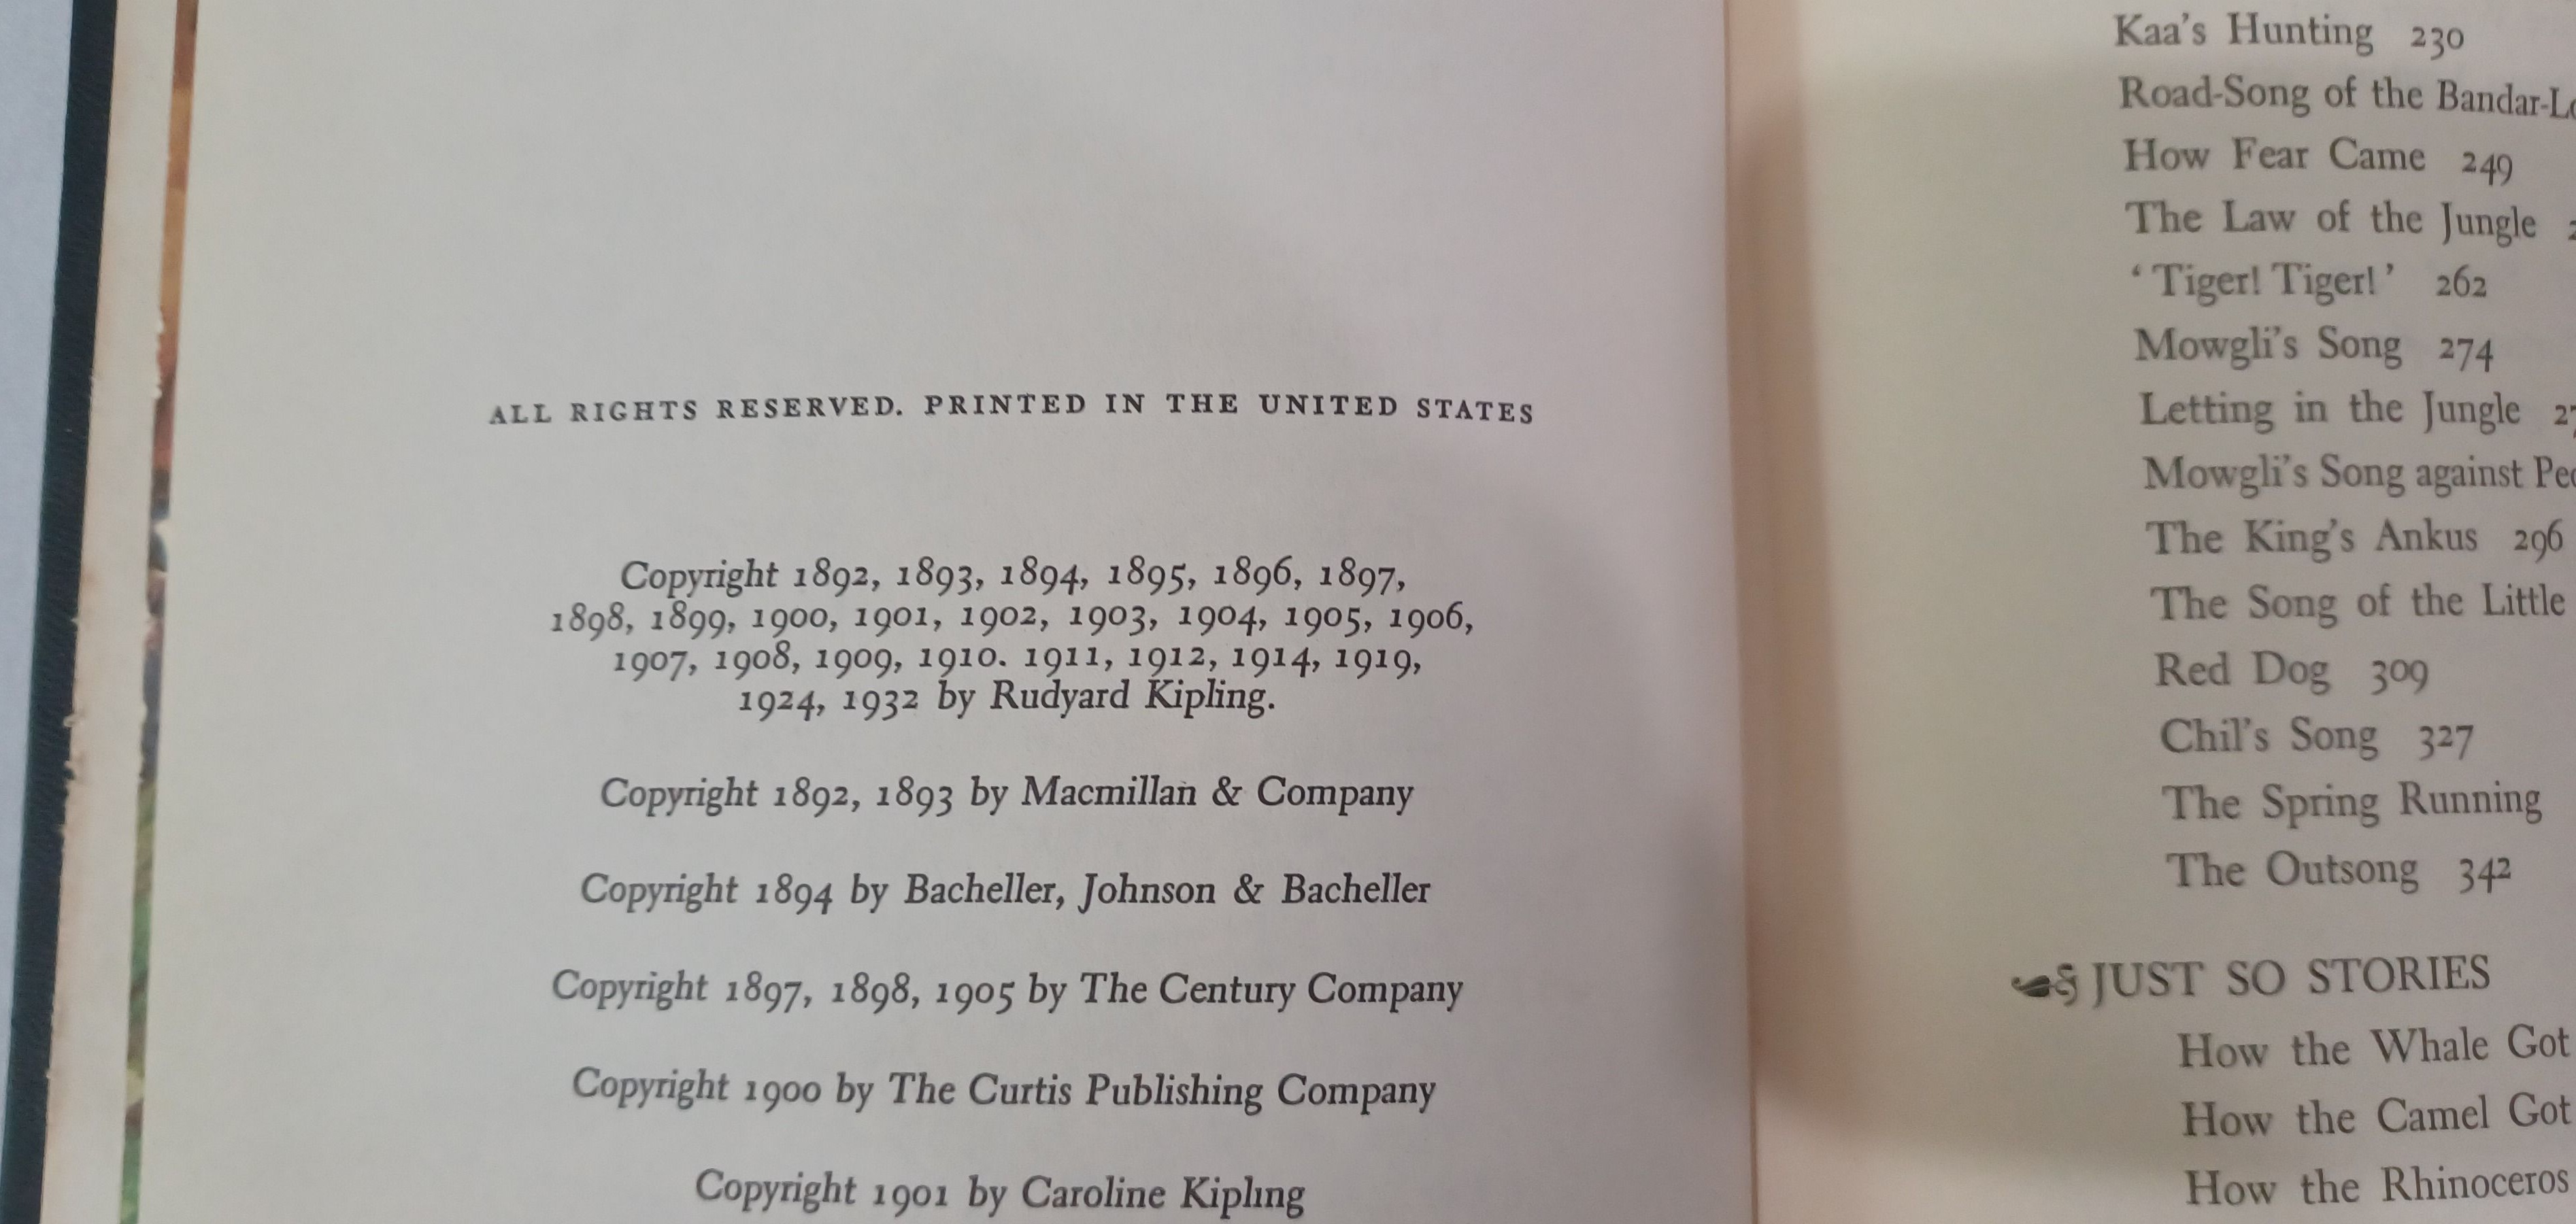 ALL RIGHTS RESERVED. PRINTED IN THE UNITED STATES
Copyright 1892, 1893, 1894, 1895, 1896, 1897,
1898, 1899, 1900, 1901, 1902, 1903, 1904, 1905, 1906,
1907, 1908, 1909, 1910. 1911, 1912, 1914, 1919,
1924, 1932 by Rudyard Kipling.
Copyright 1892, 1893 by Macmillan & Company
Copyright 1894 by Bacheller, Johnson & Bacheller
Copyright 1897, 1898, 1905 by The Century Company
Copyright 1900 by The Curtis Publishing Company
Copyright 1901 by Caroline Kipling
Kaa's Hunting 230
Road-Song of the
How Fear Came 249
The Law of the Jungle
‘Tiger! Tiger!’ 262
Mowgli's Song 274
Letting in the Jungle
Mowgli's Song against
The King's Ankus 296
The Song of the Little
Red Dog 309
Chil's Song 327
The Spring Running
The Outsong 342
JUST SO STORIES
How the Whale Got
How the Camel Got
How the Rhinoceros